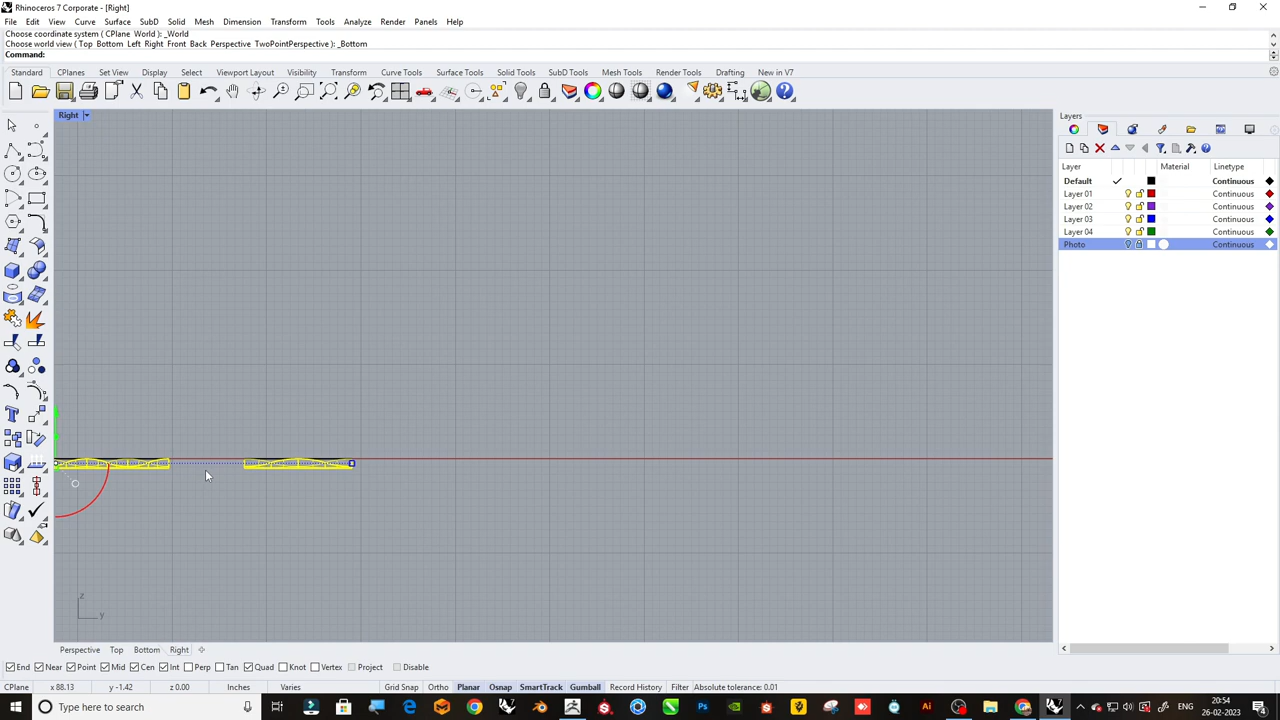 Rhinoceros 7 Corporate - [Right]
File Edit View Curve Surface SubD Solid Mesh Dimension Transform Tools Analyze Render Panels Help
Choose coordinate system ( CPlane World ): _World
Choose world view ( Top Bottom Left Right Front Back Perspective TwoPointPerspective ): _Bottom
Command:
Standard CPlanes Set View Display Select Viewport Layout Visibility Transform Curve Tools Surface Tools Solid Tools SubD Tools Mesh Tools Render Tools Drafting New in V7
Right
Layers
Layer Material Linetype
Default Continuous
Layer 01 Continuous
Layer 02 Continuous
Layer 03 Continuous
Layer 04 Continuous
Photo Continuous
z
y
Perspective Top Bottom Right
End Near Point Mid Cen Int Perp Tan Quad Knot Vertex Project Disable
CPlane x 88.13 y -1.42 z 0.00 Inches Varies Grid Snap Ortho Planar Osnap SmartTrack Gumball Record History Filter Absolute tolerance: 0.01
Type here to search
Ps
Ai
20:54
26-02-2023